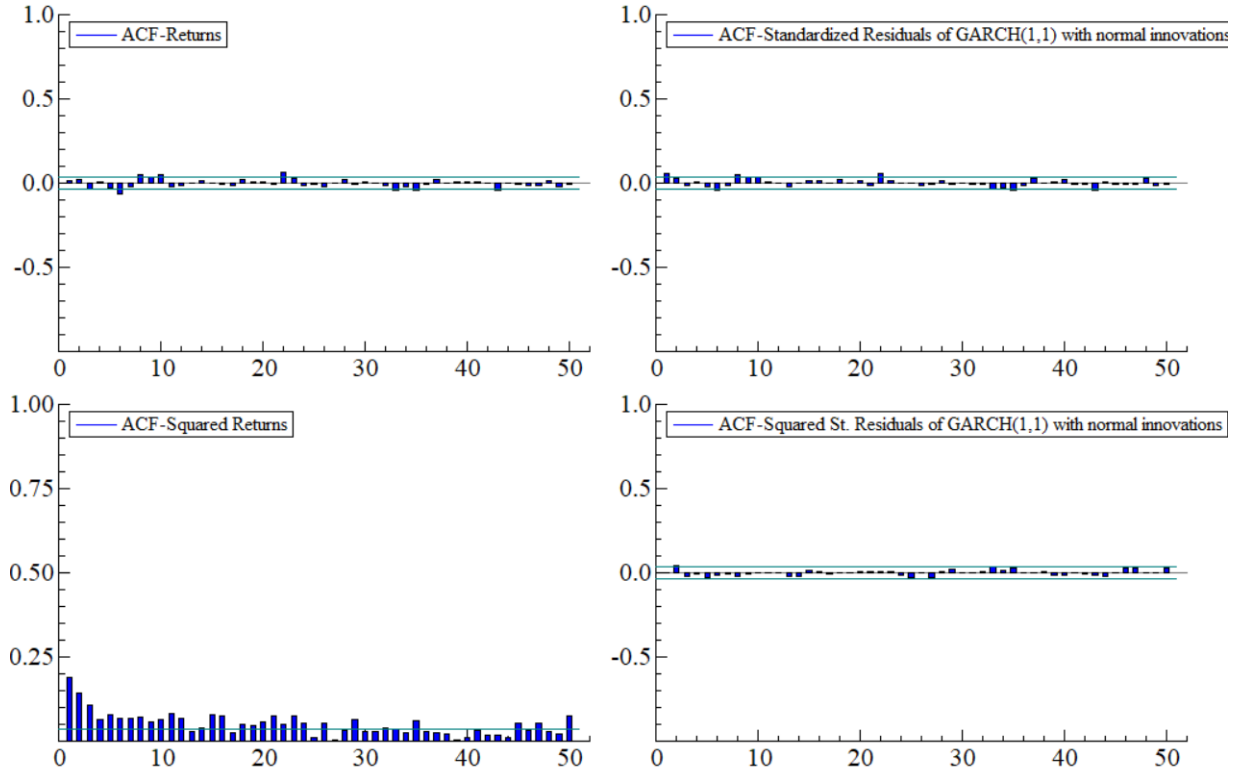 1.0
ACF-Returns
0.5
0.0
-0.5
0 10 20 30 40 50
1.0
ACF-Standardized Residuals of GARCH(1,1) with normal innovations
0.5
0.0
-0.5
0 10 20 30 40 50
1.00
ACF-Squared Returns
0.75
0.50
0.25
0 10 20 30 40 50
1.0
ACF-Squared St. Residuals of GARCH(1,1) with normal innovations
0.5
0.0
-0.5
0 10 20 30 40 50